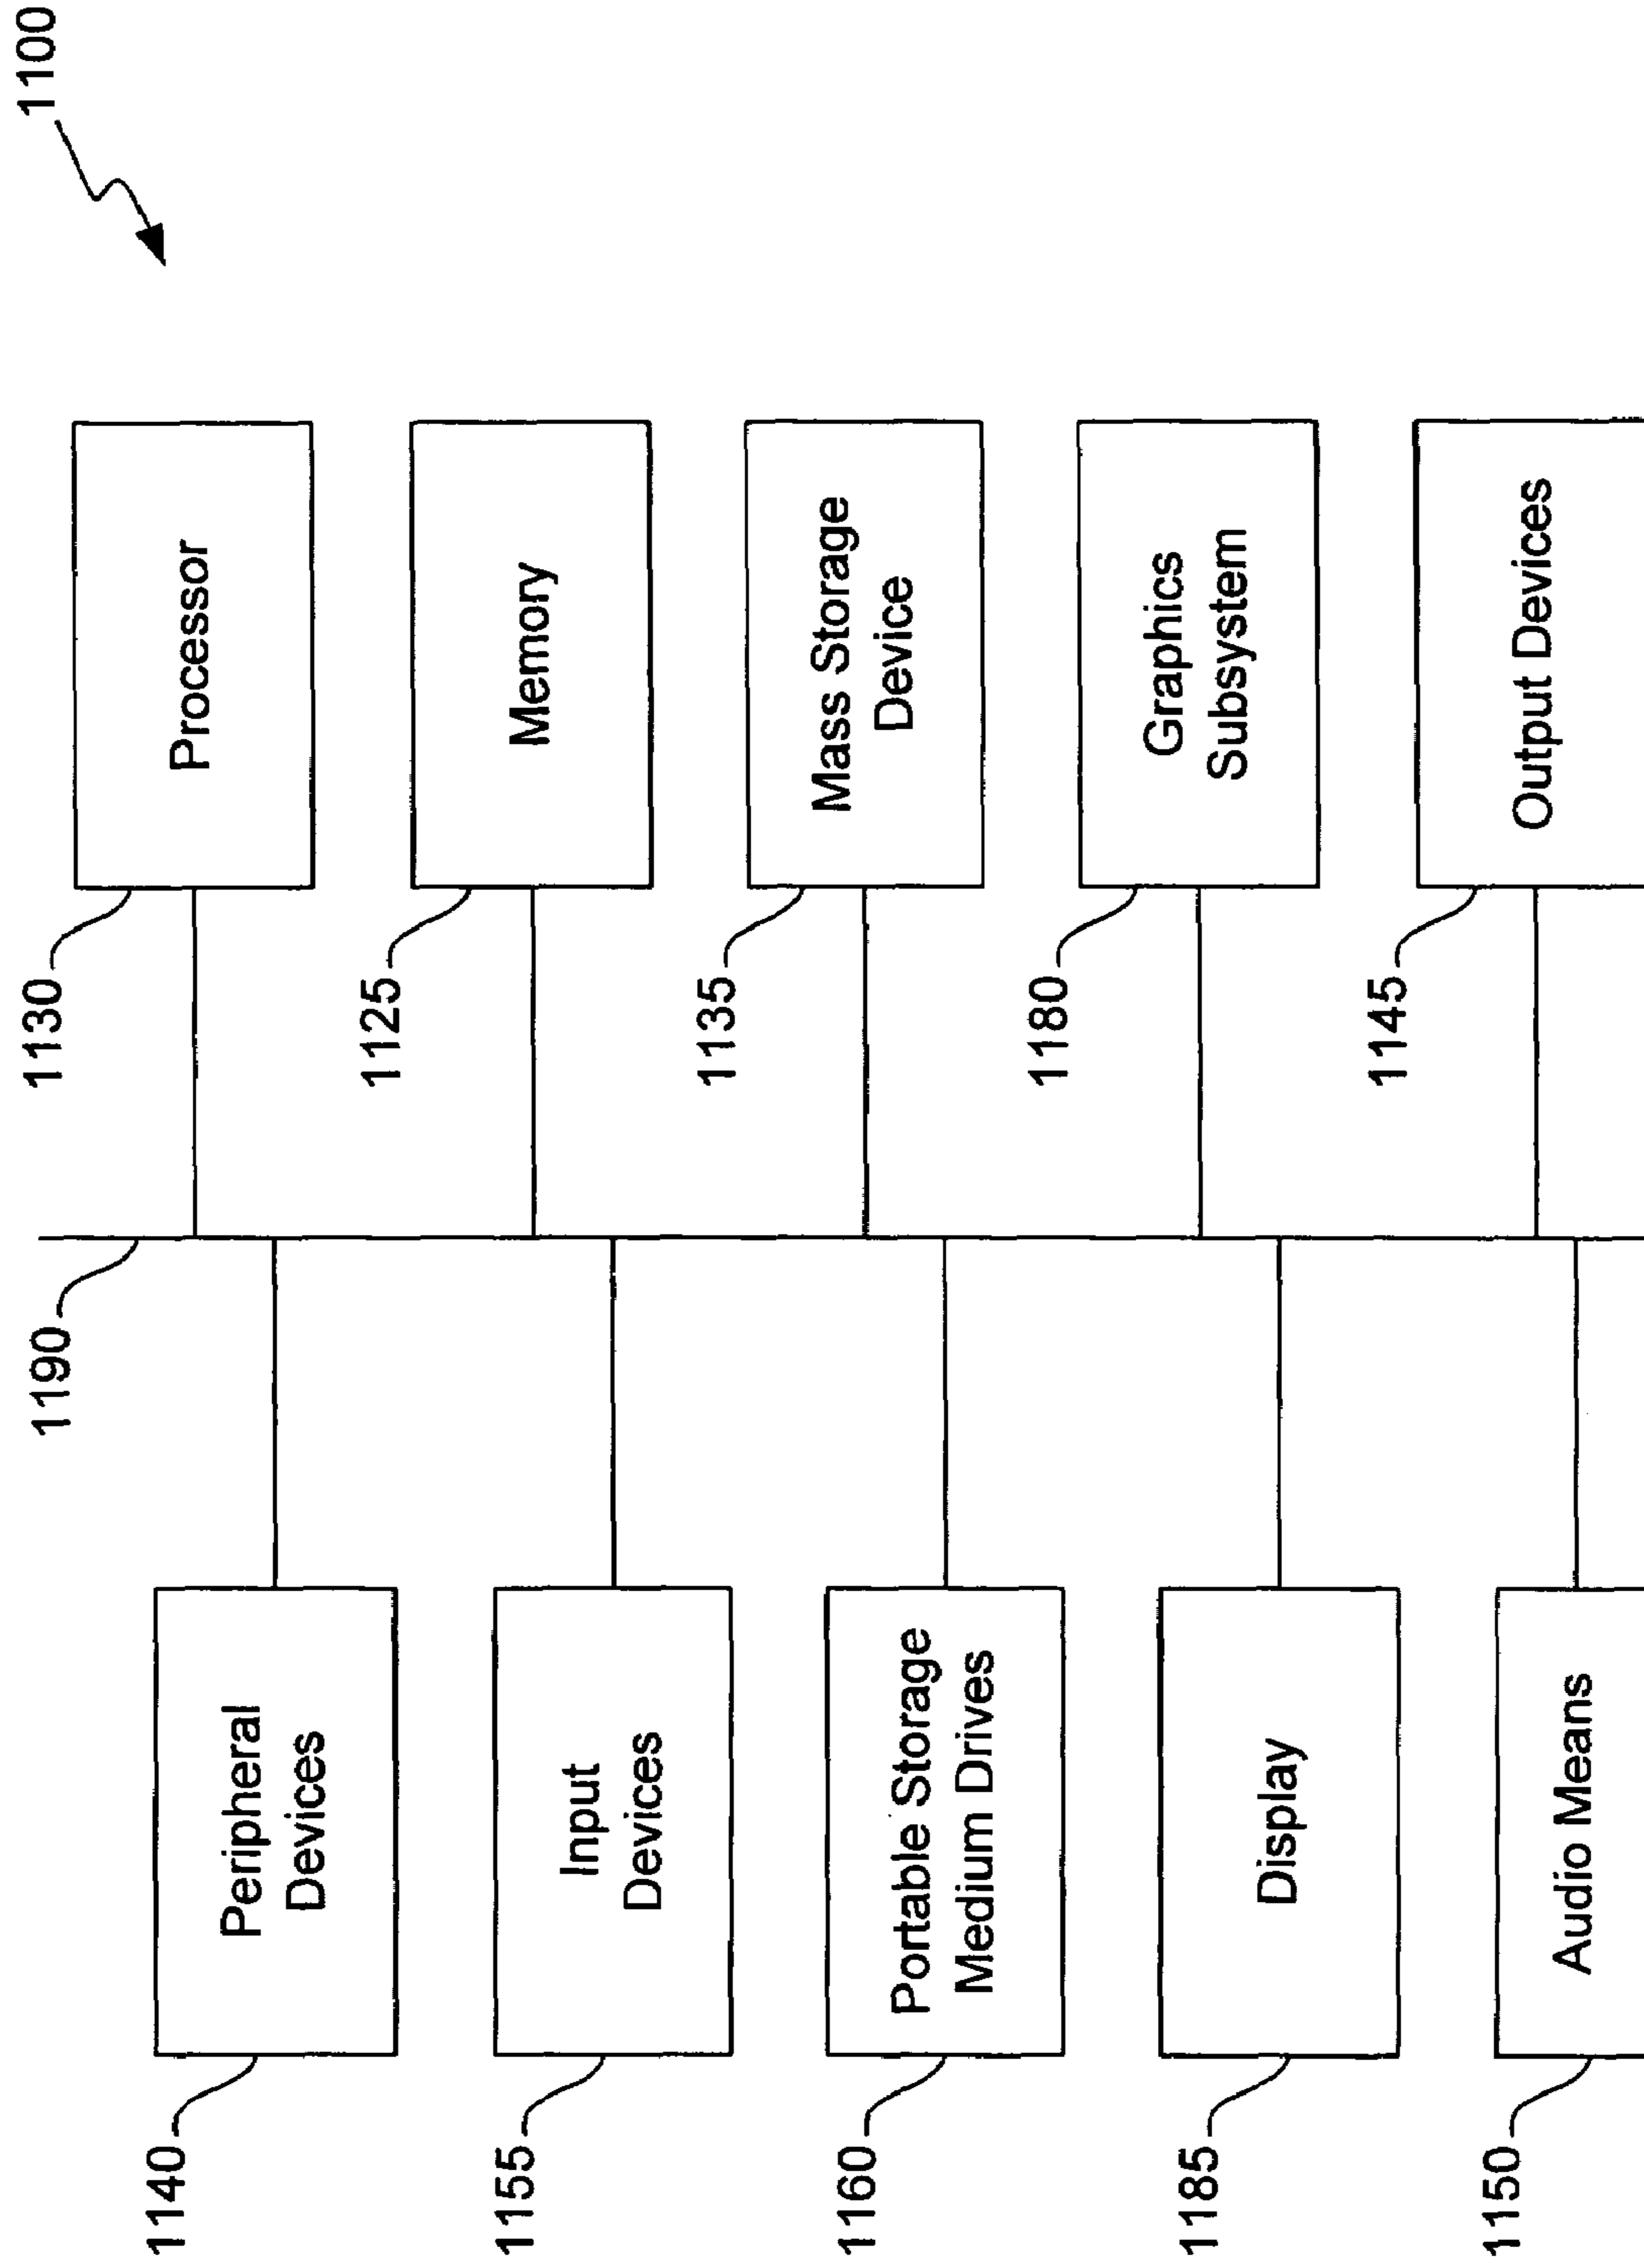 1100
1130
Processor
1125
Memory
1135
Mass Storage
Device
1180
Graphics
Subsystem
1145
Output Devices
1190
1140
Peripheral
Devices
1155
Input
Devices
1160
Portable Storage
Medium Drives
1185
Display
1150
Audio Means